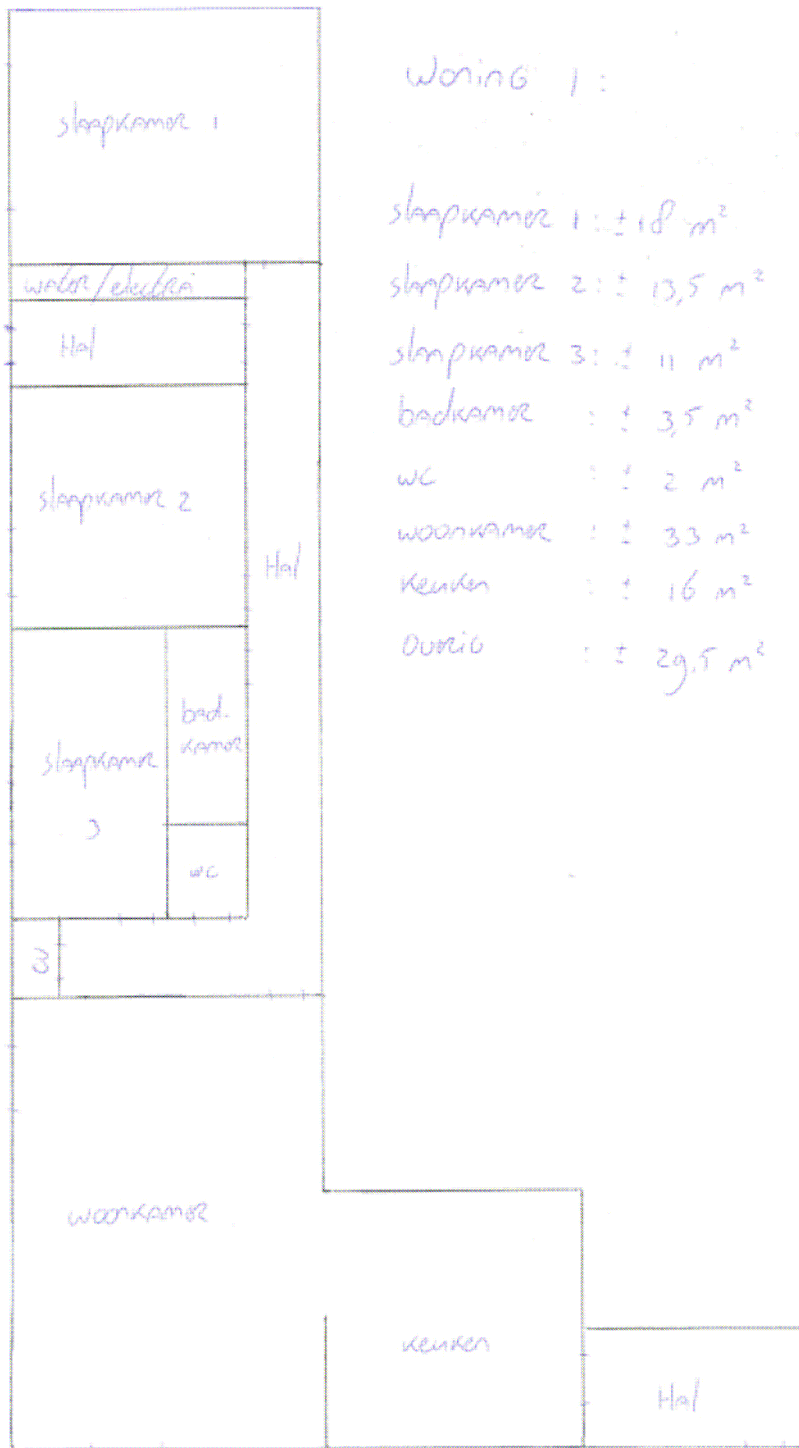 Woning 1 :
slaapkamer 1 : ± 18 m²
slaapkamer 2 : ± 13,5 m²
slaapkamer 3 : ± 11 m²
badkamer : ± 3,5 m²
wc : ± 2 m²
woonkamer : ± 33 m²
keuken : ± 16 m²
overig : ± 29,5 m²
slaapkamer 1
water/electra
Hal
slaapkamer 2
Hal
bad-
kamer
slaapkamer
3
wc
woonkamer
keuken
Hal